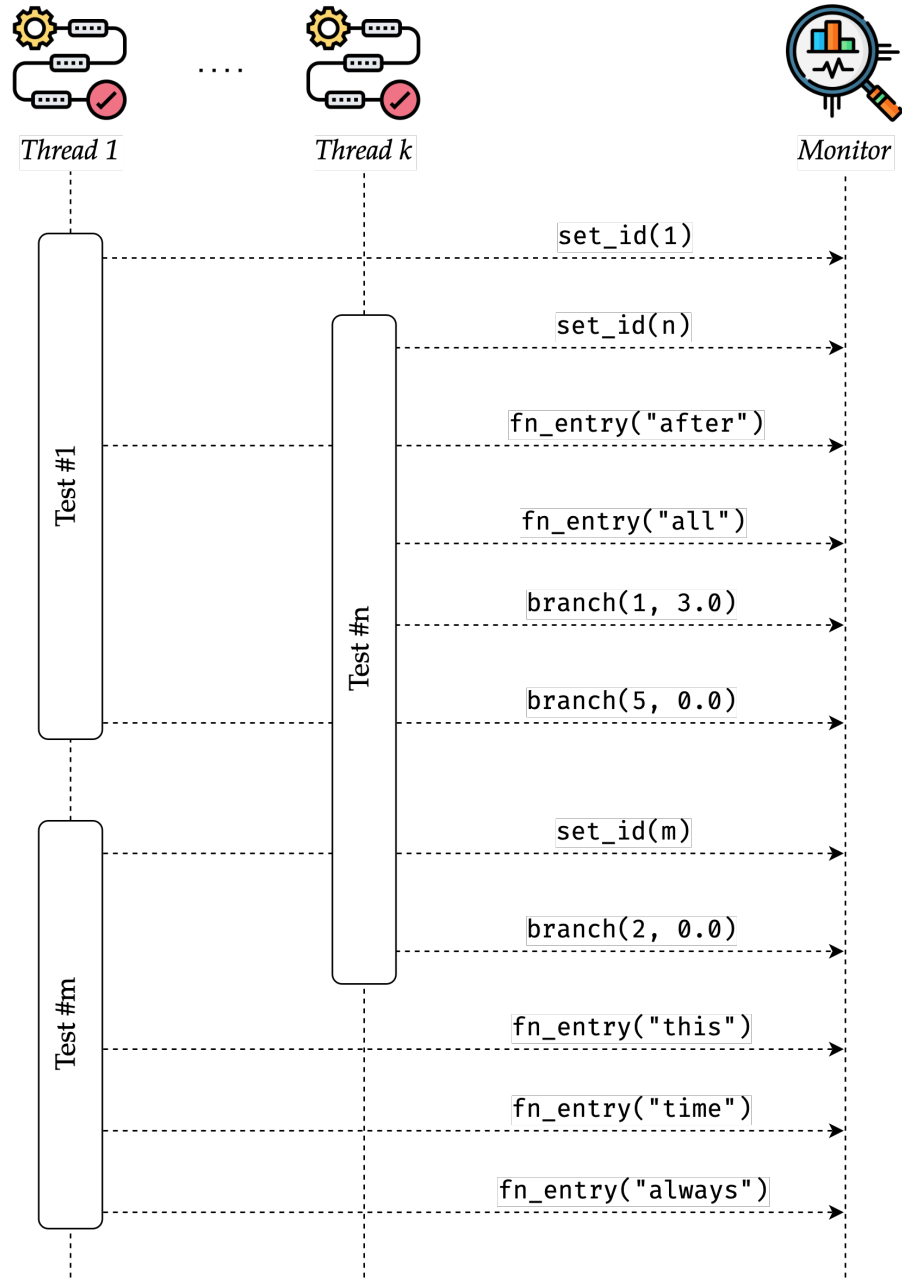 ....
Thread 1
Thread k
Monitor
set_id(1)
set_id(n)
fn_entry("after")
Test #1
fn_entry("all")
branch(1, 3.0)
Test #n
branch(5, 0.0)
set_id(m)
branch(2, 0.0)
Test #m
fn_entry("this")
fn_entry("time")
fn_entry("always")